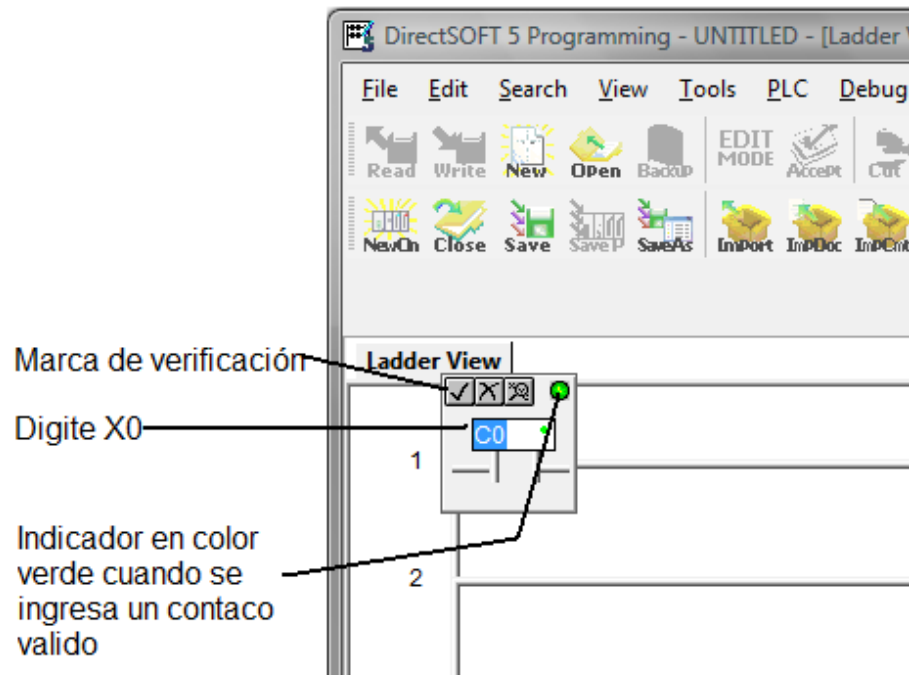 DirectSOFT 5 Programming - UNTITLED - [Ladder V
File Edit Search View Tools PLC Debug
Read Write New Open Backup EDIT MODE Accept Cut
NewOn Close Save Save P SaveAs Import ImpDoc ImpCmt
Marca de verificación
Ladder View
Digite X0
C0
1
Indicador en color
verde cuando se
ingresa un contaco
valido
2